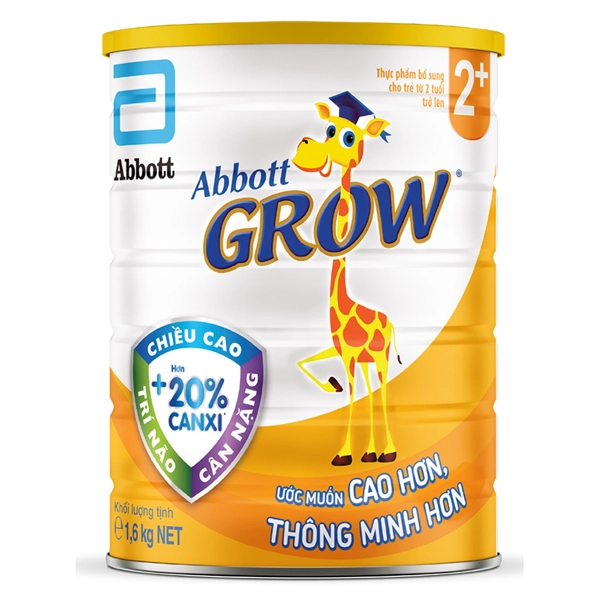 Abbott
Thực phẩm bổ sung
cho trẻ từ 2 tuổi
trở lên
2+
Abbott
GROW®
CHIỀU CAO
Hơn
+20%
CANXI*
TRÍ NÃO
CÂN NẶNG
ƯỚC MUỐN CAO HƠN,
THÔNG MINH HƠN
Khối lượng tịnh
℮ 1,6 kg NET